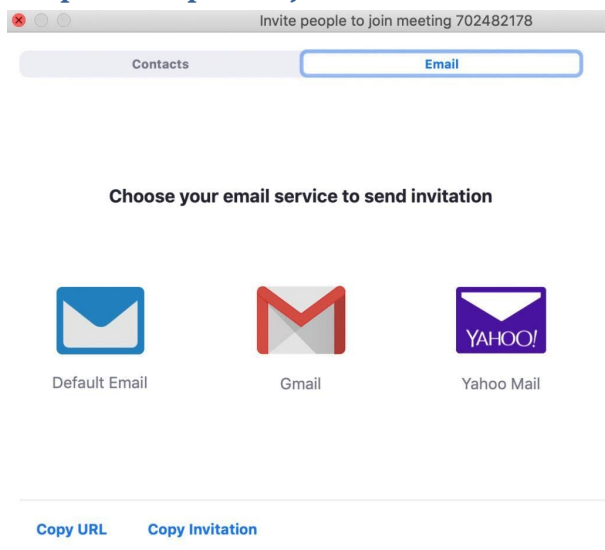 Invite people to join meeting 702482178
Contacts
Email
Choose your email service to send invitation
YAHOO!
Default Email
Gmail
Yahoo Mail
Copy URL
Copy Invitation